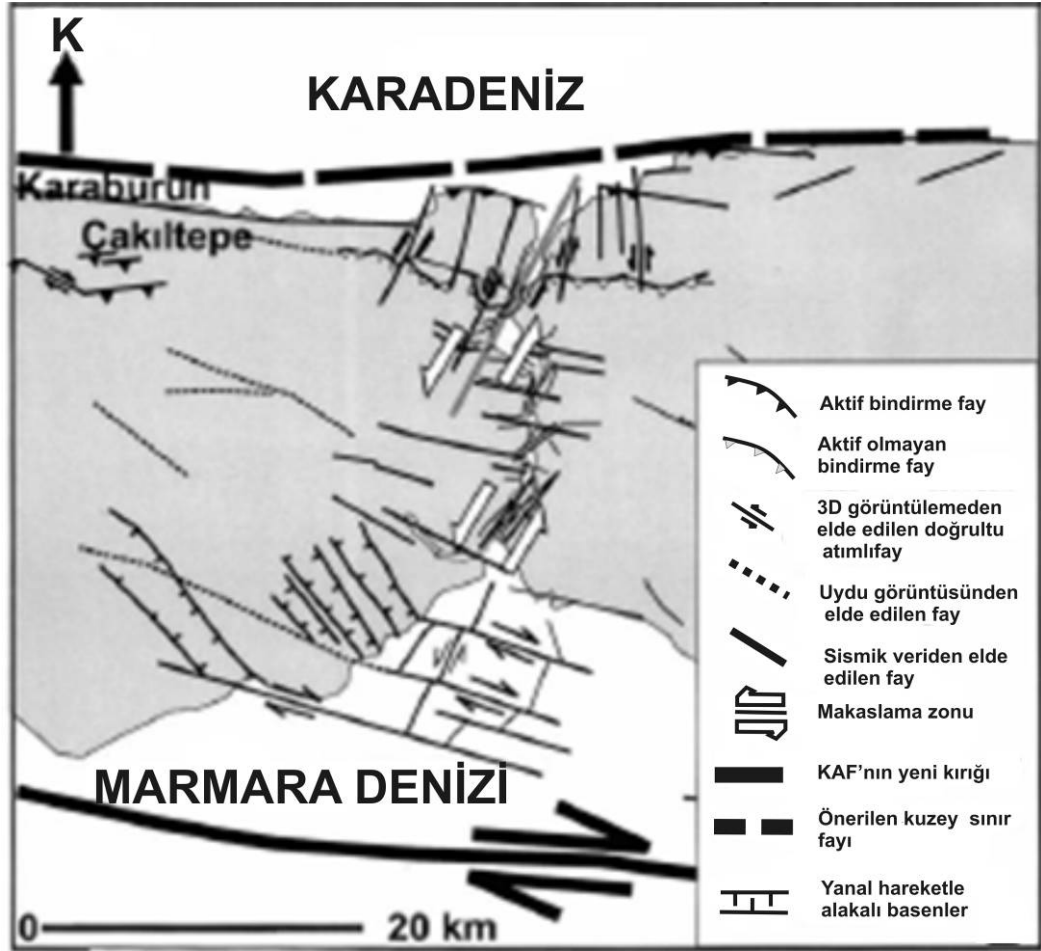 K
KARADENİZ
Karaburun
Çakıltepe
Aktif bindirme fay
Aktif olmayan
bindirme fay
3D görüntülemeden
elde edilen doğrultu
atımlıfay
Uydu görüntüsünden
elde edilen fay
Sismik veriden elde
edilen fay
Makaslama zonu
KAF'nın yeni kırığı
Önerilen kuzey sınır
fayı
Yanal hareketle
alakalı basenler
MARMARA DENİZİ
0 20 km